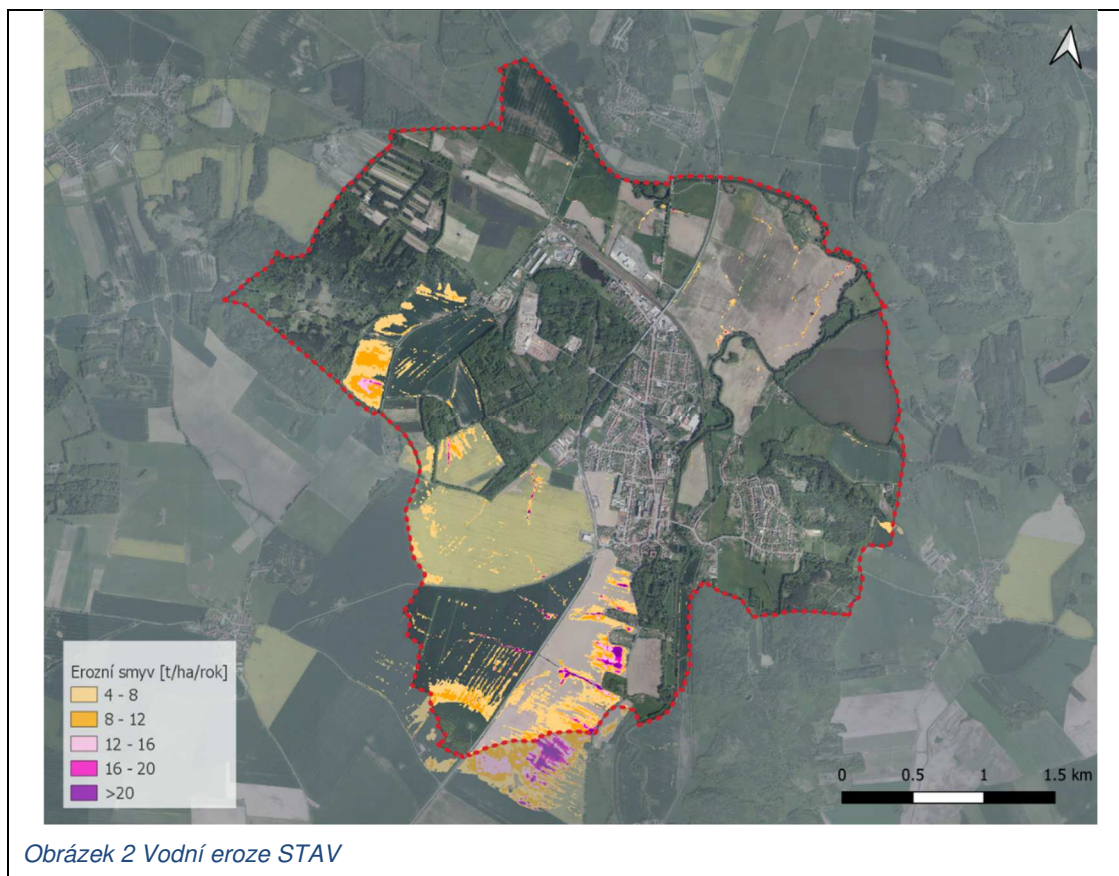 Erozní smyv [t/ha/rok]
4 - 8
8 - 12
12 - 16
16 - 20
>20
0 0.5 1 1.5 km
Obrázek 2 Vodní eroze STAV